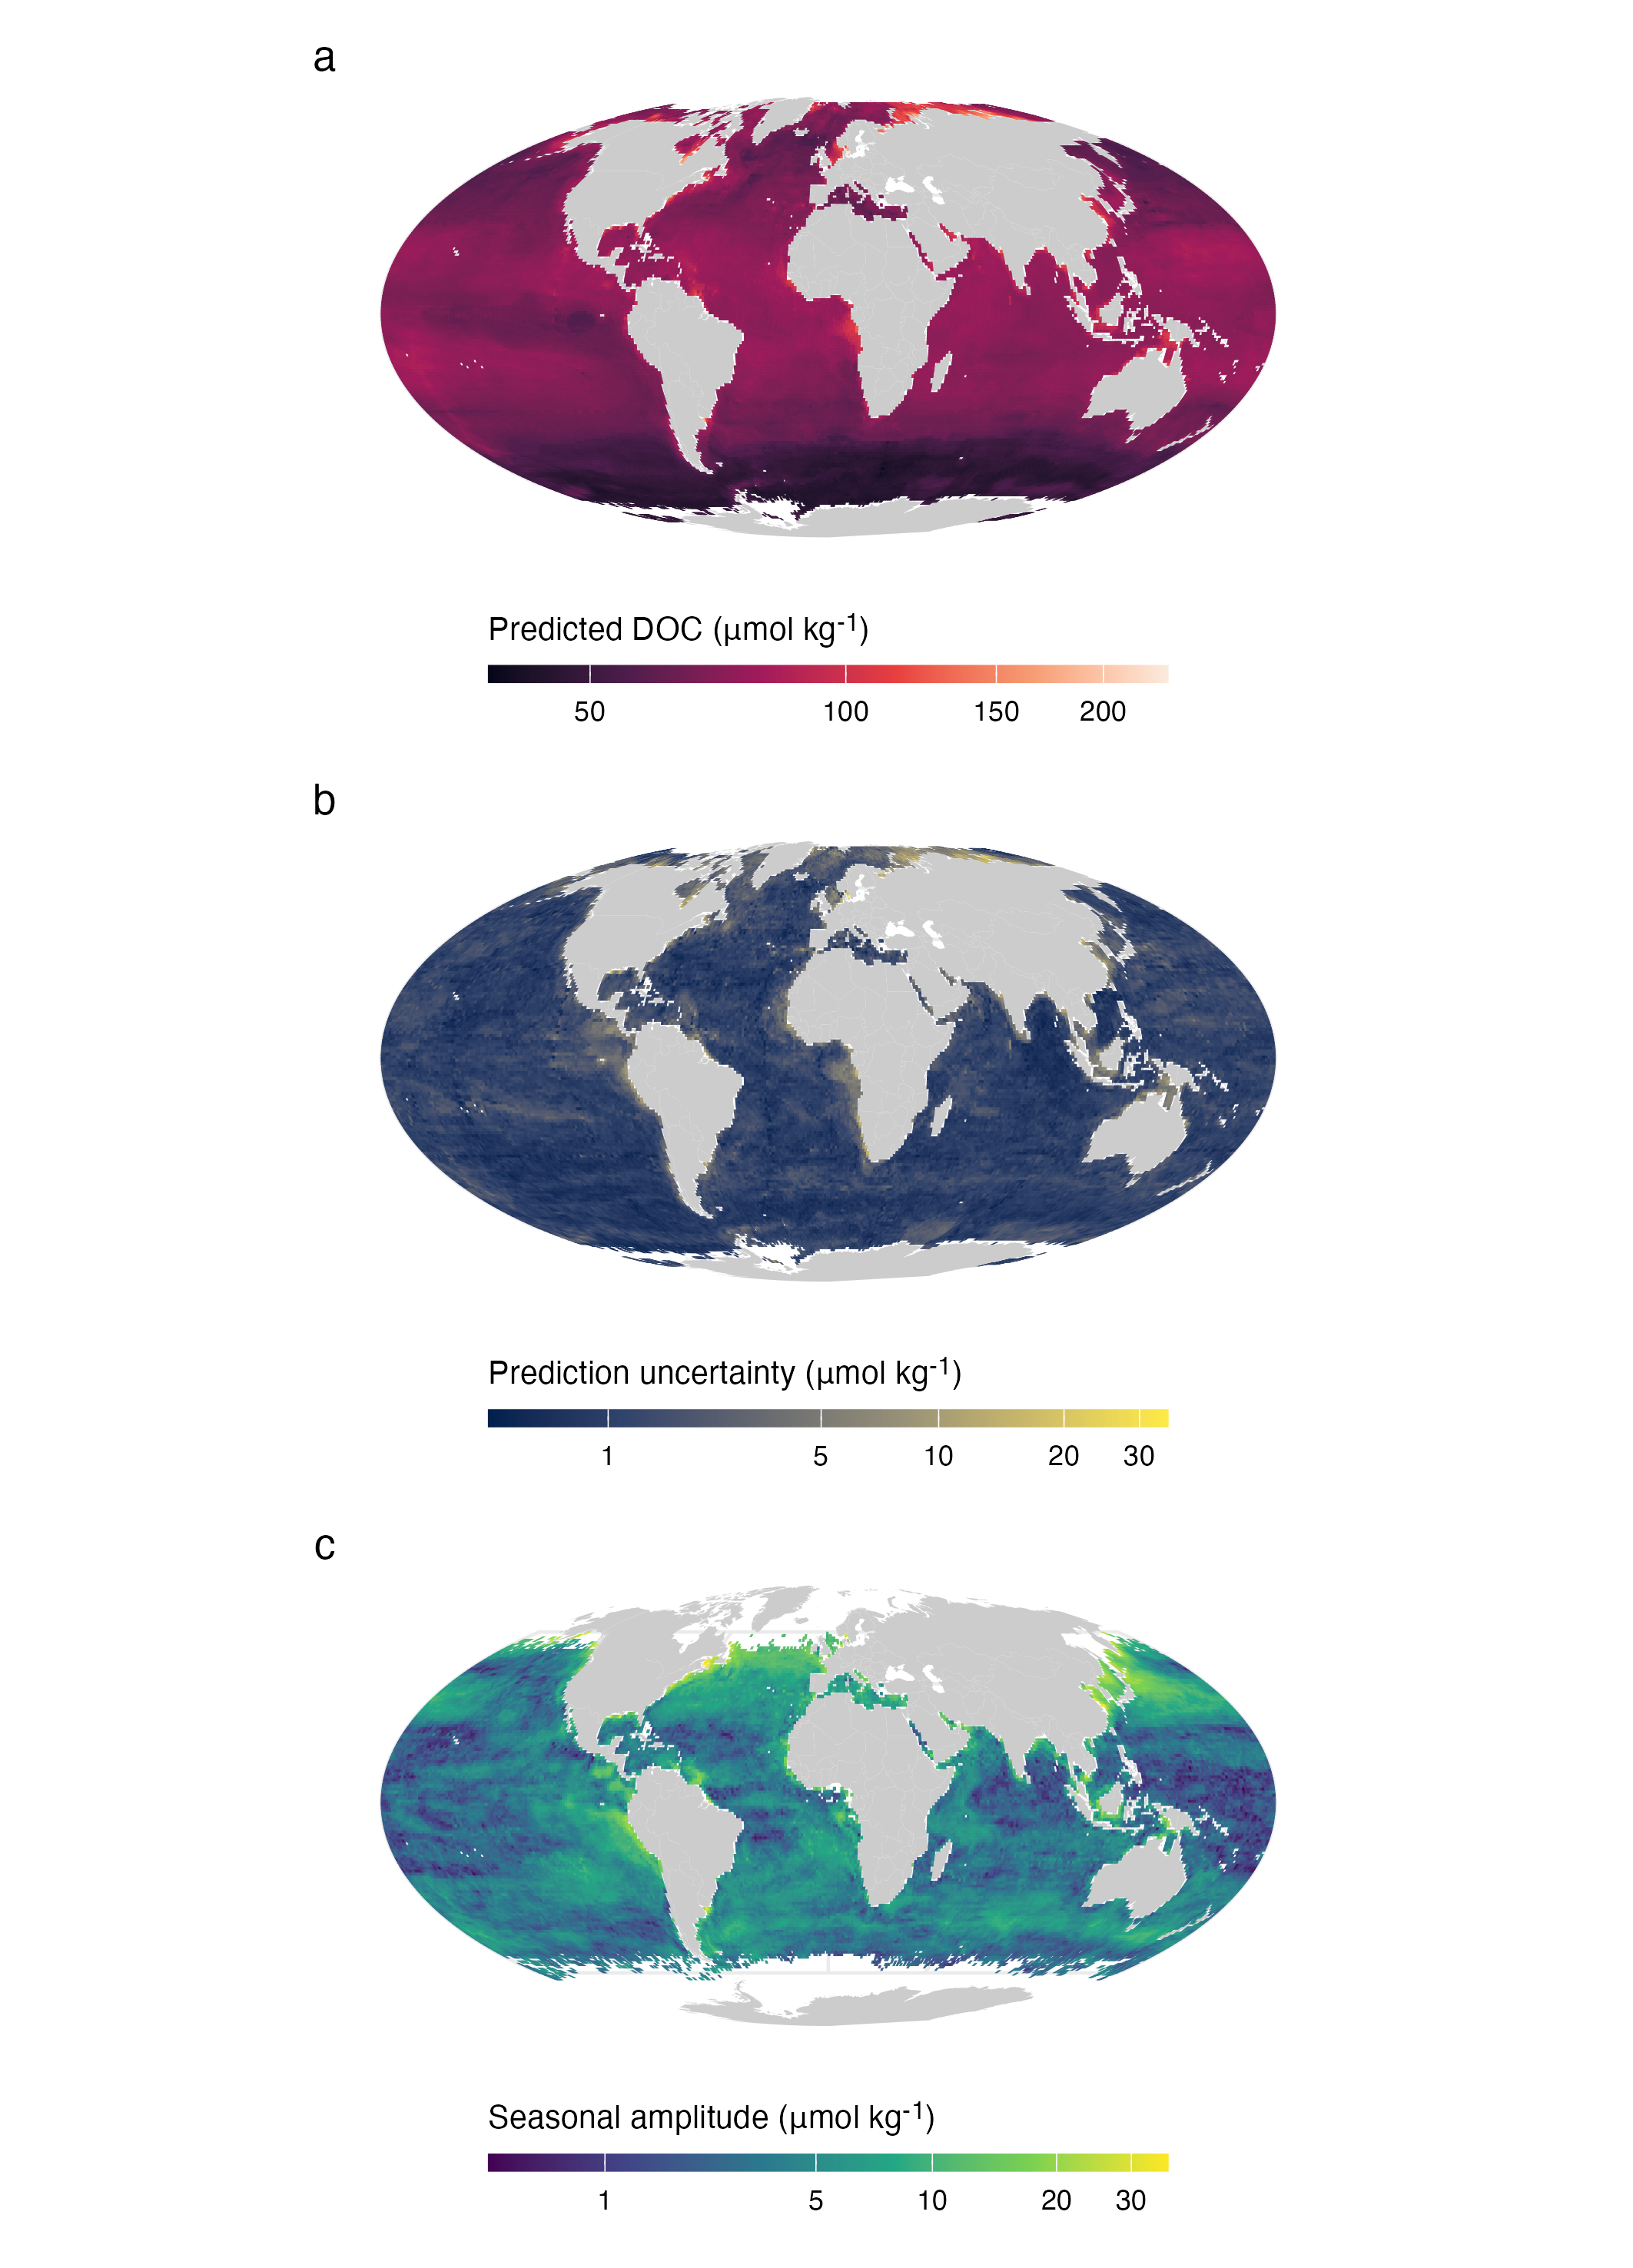 a
Predicted DOC (μmol kg⁻¹)
50 100 150 200
b
Prediction uncertainty (μmol kg⁻¹)
1 5 10 20 30
c
Seasonal amplitude (μmol kg⁻¹)
1 5 10 20 30